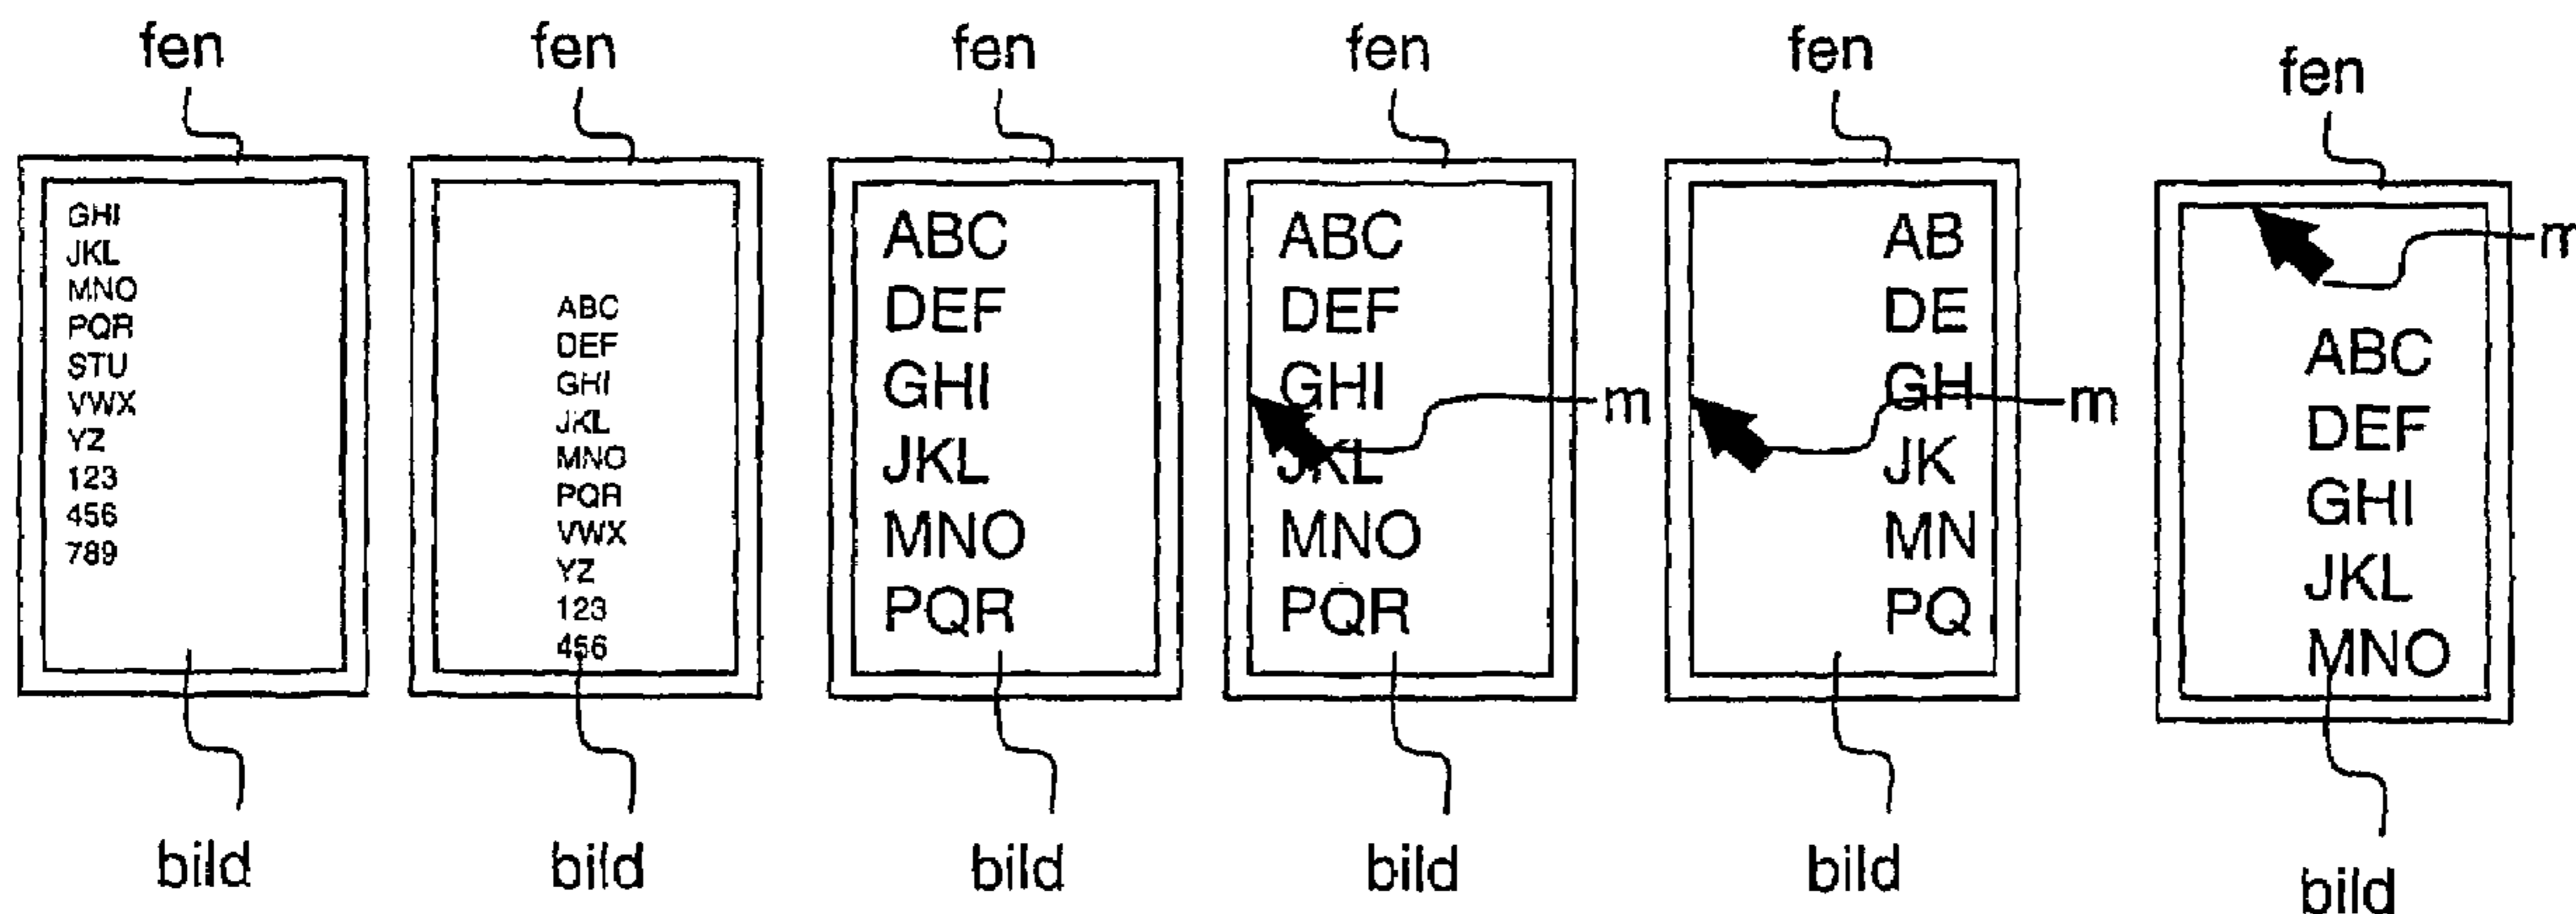 fen
GHI
JKL
MNO
PQR
STU
VWX
YZ
123
456
789
bild
fen
ABC
DEF
GHI
JKL
MNO
PQR
VWX
YZ
123
456
bild
fen
ABC
DEF
GHI
JKL
MNO
PQR
bild
fen
ABC
DEF
GHI
m
JKL
MNO
PQR
bild
fen
AB
DE
GH
m
JK
MN
PQ
bild
fen
m
ABC
DEF
GHI
JKL
MNO
bild